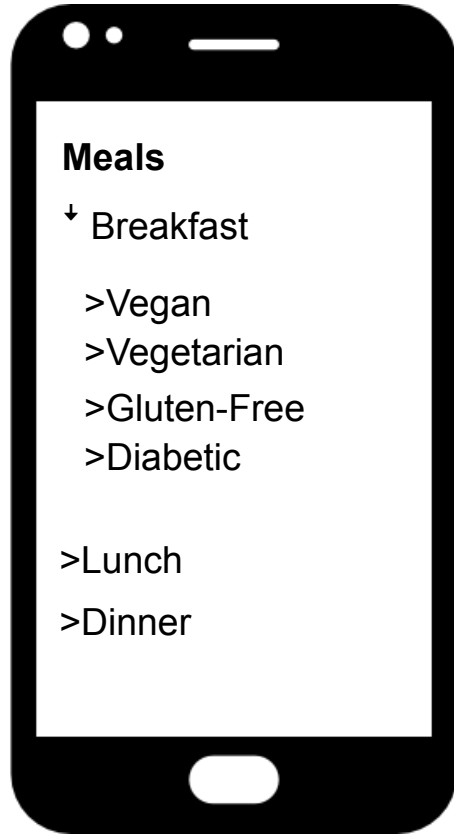 Meals
↓ Breakfast
>Vegan
>Vegetarian
>Gluten-Free
>Diabetic
>Lunch
>Dinner